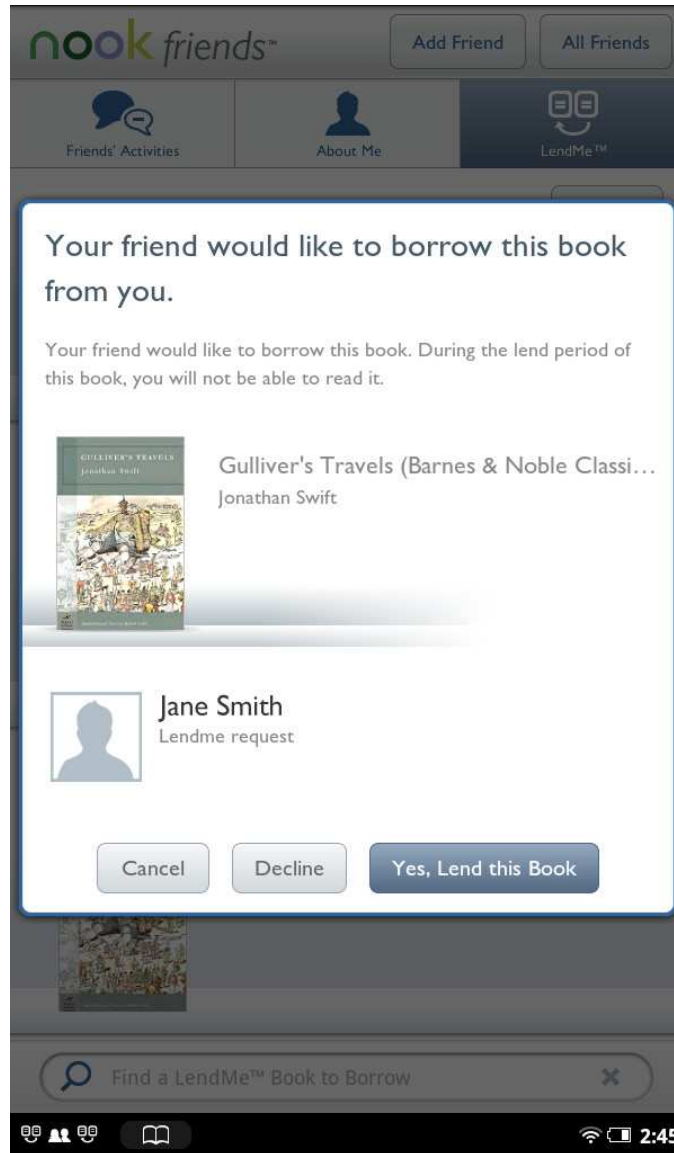 nook friends™
Add Friend
All Friends
Friends' Activities
About Me
LendMe™
Your friend would like to borrow this book
from you.
Your friend would like to borrow this book. During the lend period of
this book, you will not be able to read it.
GULLIVER'S TRAVELS
Jonathan Swift
Gulliver's Travels (Barnes & Noble Classi...
Jonathan Swift
Jane Smith
Lendme request
Cancel
Decline
Yes, Lend this Book
Find a LendMe™ Book to Borrow
2:45